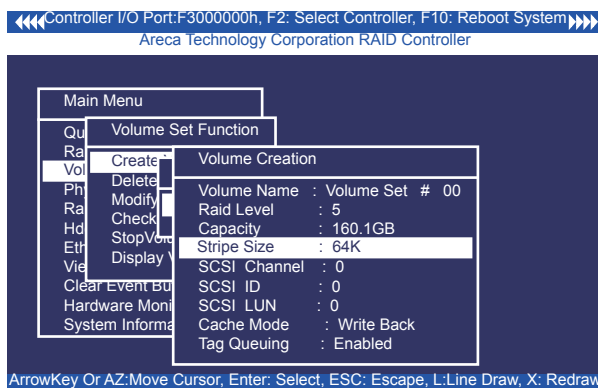 Controller I/O Port:F3000000h, F2: Select Controller, F10: Reboot System
Areca Technology Corporation RAID Controller
Main Menu
Volume Set Function
Create
Delete
Modify
Check
Display
Clear Event Bu
Hardware Moni
System Informa
Volume Creation
Volume Name : Volume Set # 00
Raid Level : 5
Capacity : 160.1GB
Stripe Size : 64K
SCSI Channel : 0
SCSI ID : 0
SCSI LUN : 0
Cache Mode : Write Back
Tag Queuing : Enabled
ArrowKey Or AZ:Move Cursor, Enter: Select, ESC: Escape, L:Line Draw, X: Redraw